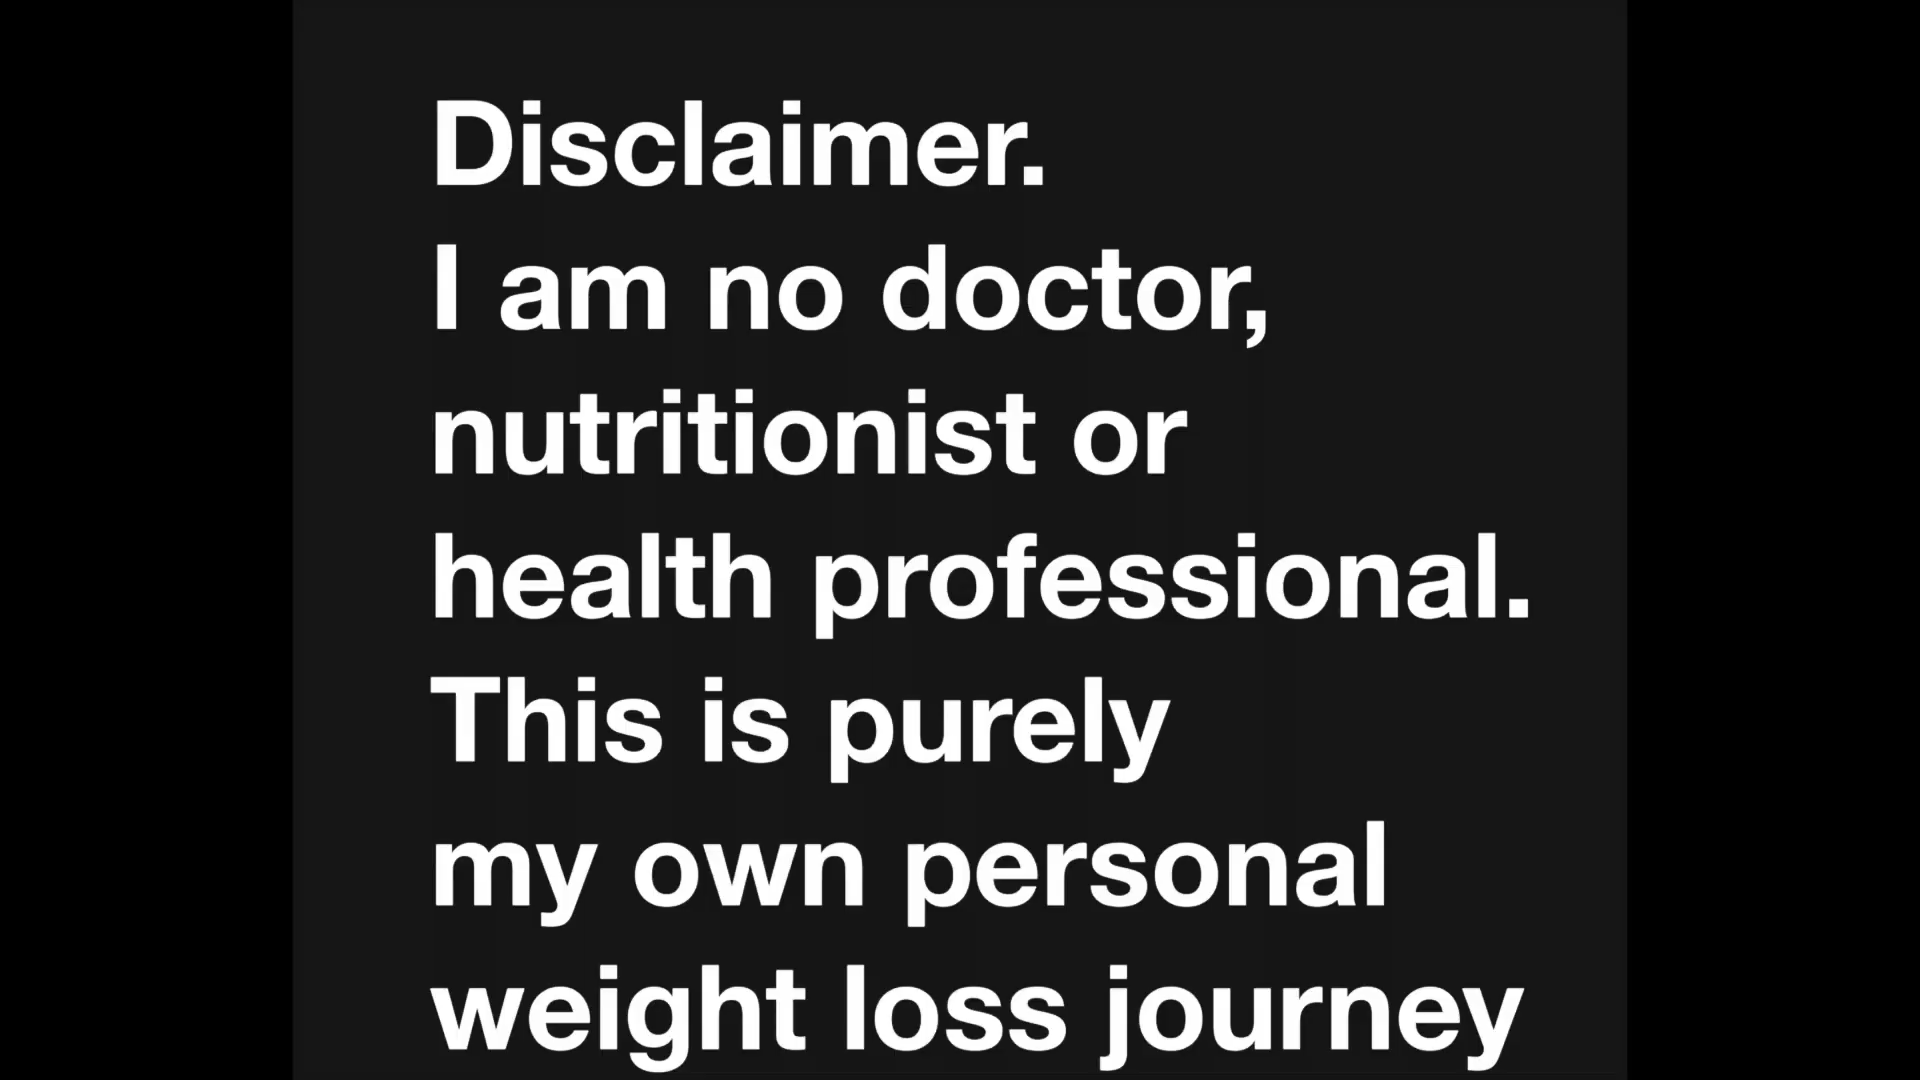 Disclaimer.
I am no doctor,
nutritionist or
health professional.
This is purely
my own personal
weight loss journey